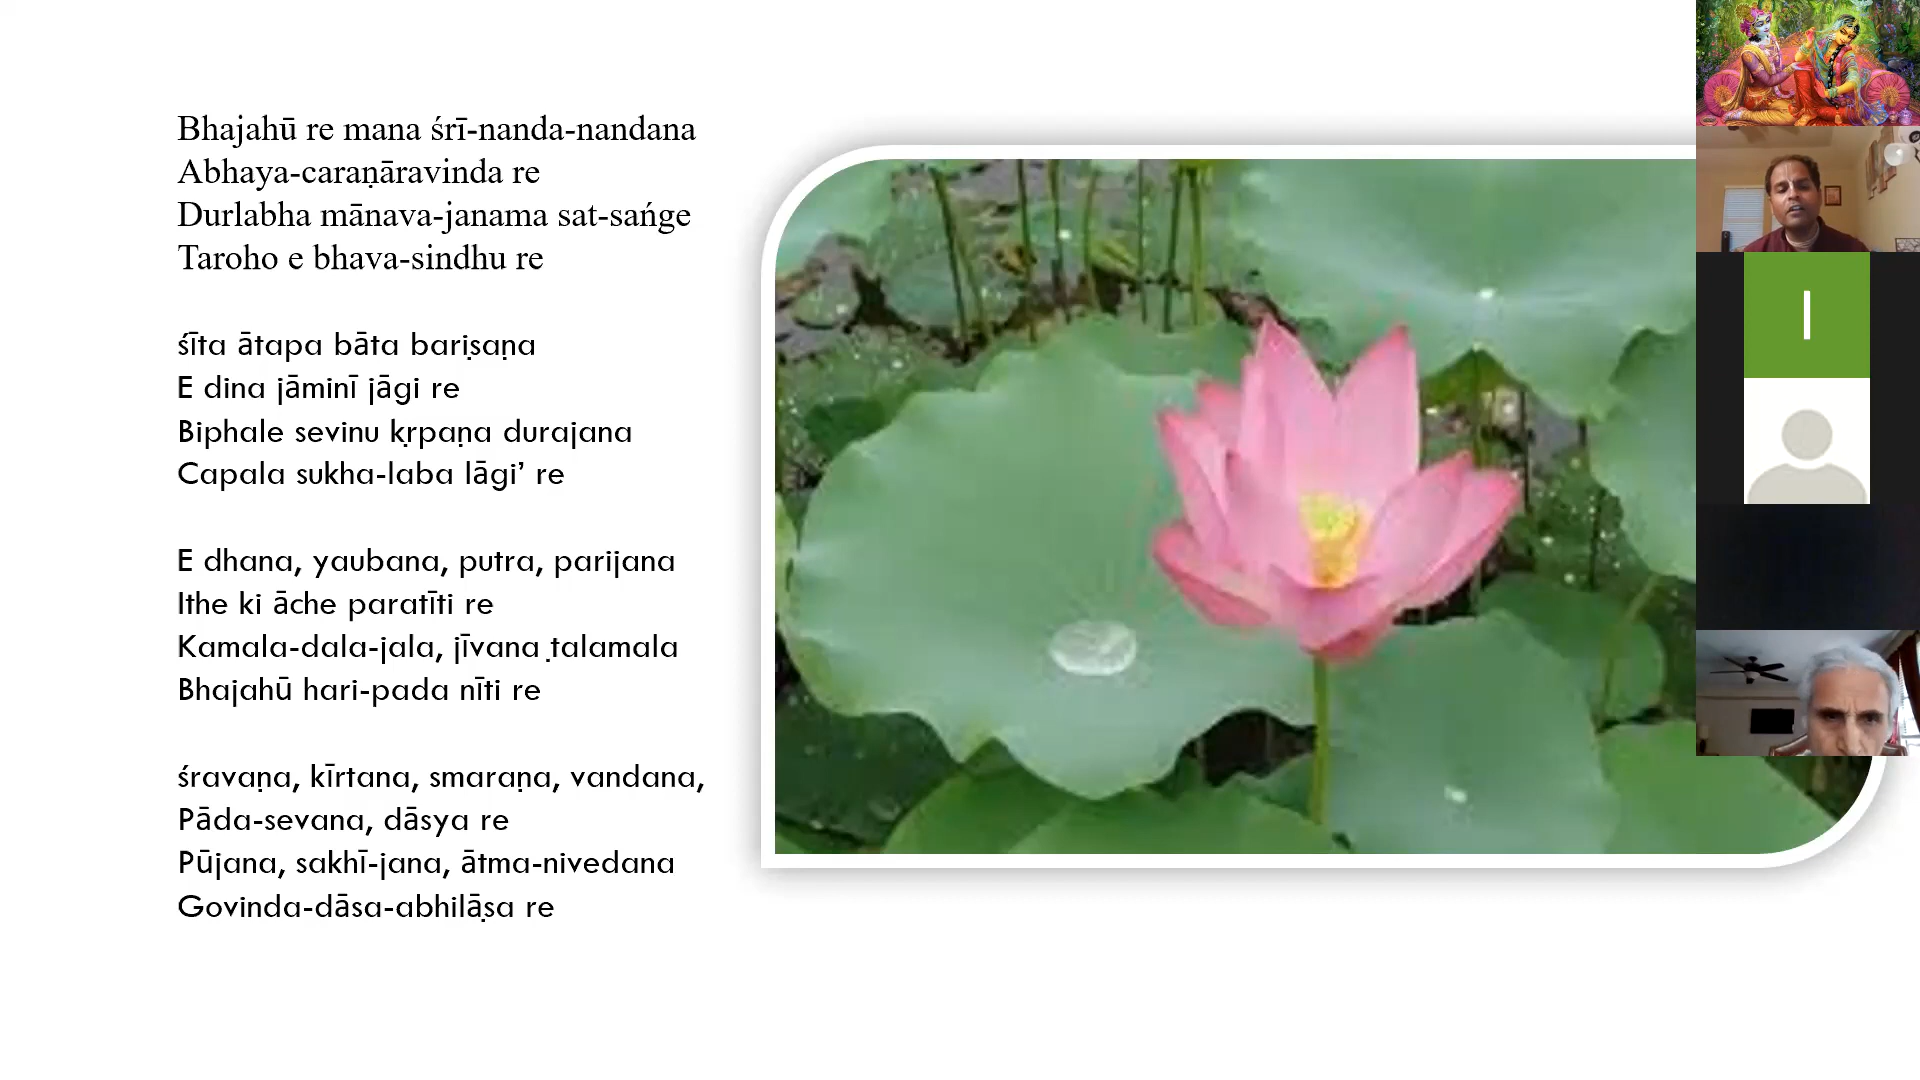 Bhajahū re mana śrī-nanda-nandana
Abhaya-caraṇāravinda re
Durlabha mānava-janama sat-sańge
Taroho e bhava-sindhu re
śīta ātapa bāta bariṣaṇa
E dina jāminī jāgi re
Biphale sevinu kṛpaṇa durajana
Capala sukha-laba lāgi’ re
E dhana, yaubana, putra, parijana
Ithe ki āche paratīti re
Kamala-dala-jala, jīvana ṭalamala
Bhajahū hari-pada nīti re
śravaṇa, kīrtana, smaraṇa, vandana,
Pāda-sevana, dāsya re
Pūjana, sakhī-jana, ātma-nivedana
Govinda-dāsa-abhilāṣa re
I